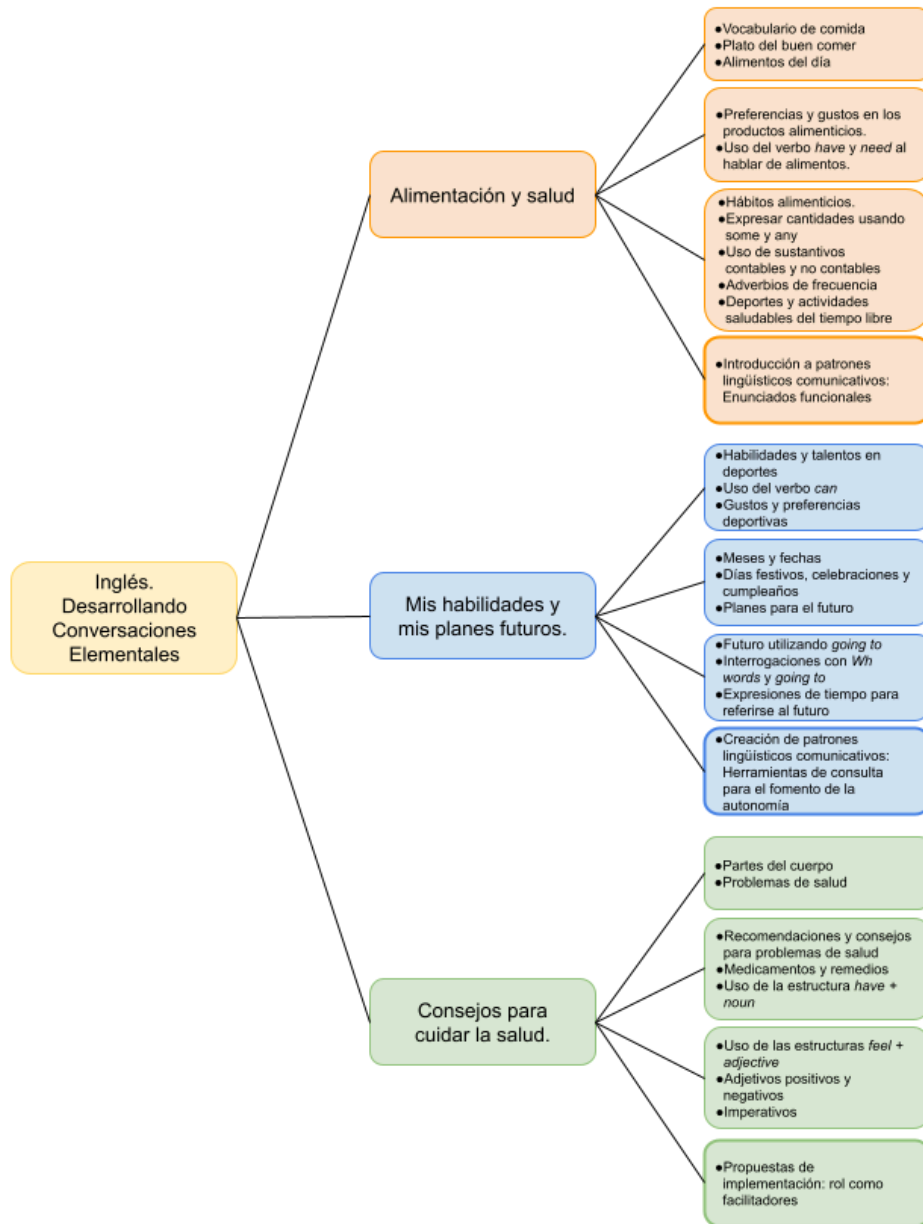 ●Vocabulario de comida
●Plato del buen comer
●Alimentos del día
●Preferencias y gustos en los
productos alimenticios.
●Uso del verbo have y need al
hablar de alimentos.
Alimentación y salud
●Hábitos alimenticios.
●Expresar cantidades usando
some y any
●Uso de sustantivos
contables y no contables
●Adverbios de frecuencia
●Deportes y actividades
saludables del tiempo libre
●Introducción a patrones
lingüísticos comunicativos:
Enunciados funcionales
●Habilidades y talentos en
deportes
●Uso del verbo can
●Gustos y preferencias
deportivas
●Meses y fechas
●Días festivos, celebraciones y
cumpleaños
●Planes para el futuro
Inglés.
Desarrollando
Conversaciones
Elementales
Mis habilidades y
mis planes futuros.
●Futuro utilizando going to
●Interrogaciones con Wh
words y going to
●Expresiones de tiempo para
referirse al futuro
●Creación de patrones
lingüísticos comunicativos:
Herramientas de consulta
para el fomento de la
autonomía
●Partes del cuerpo
●Problemas de salud
●Recomendaciones y consejos
para problemas de salud
●Medicamentos y remedios
●Uso de la estructura have +
noun
Consejos para
cuidar la salud.
●Uso de las estructuras feel +
adjective
●Adjetivos positivos y
negativos
●Imperativos
●Propuestas de
implementación: rol como
facilitadores